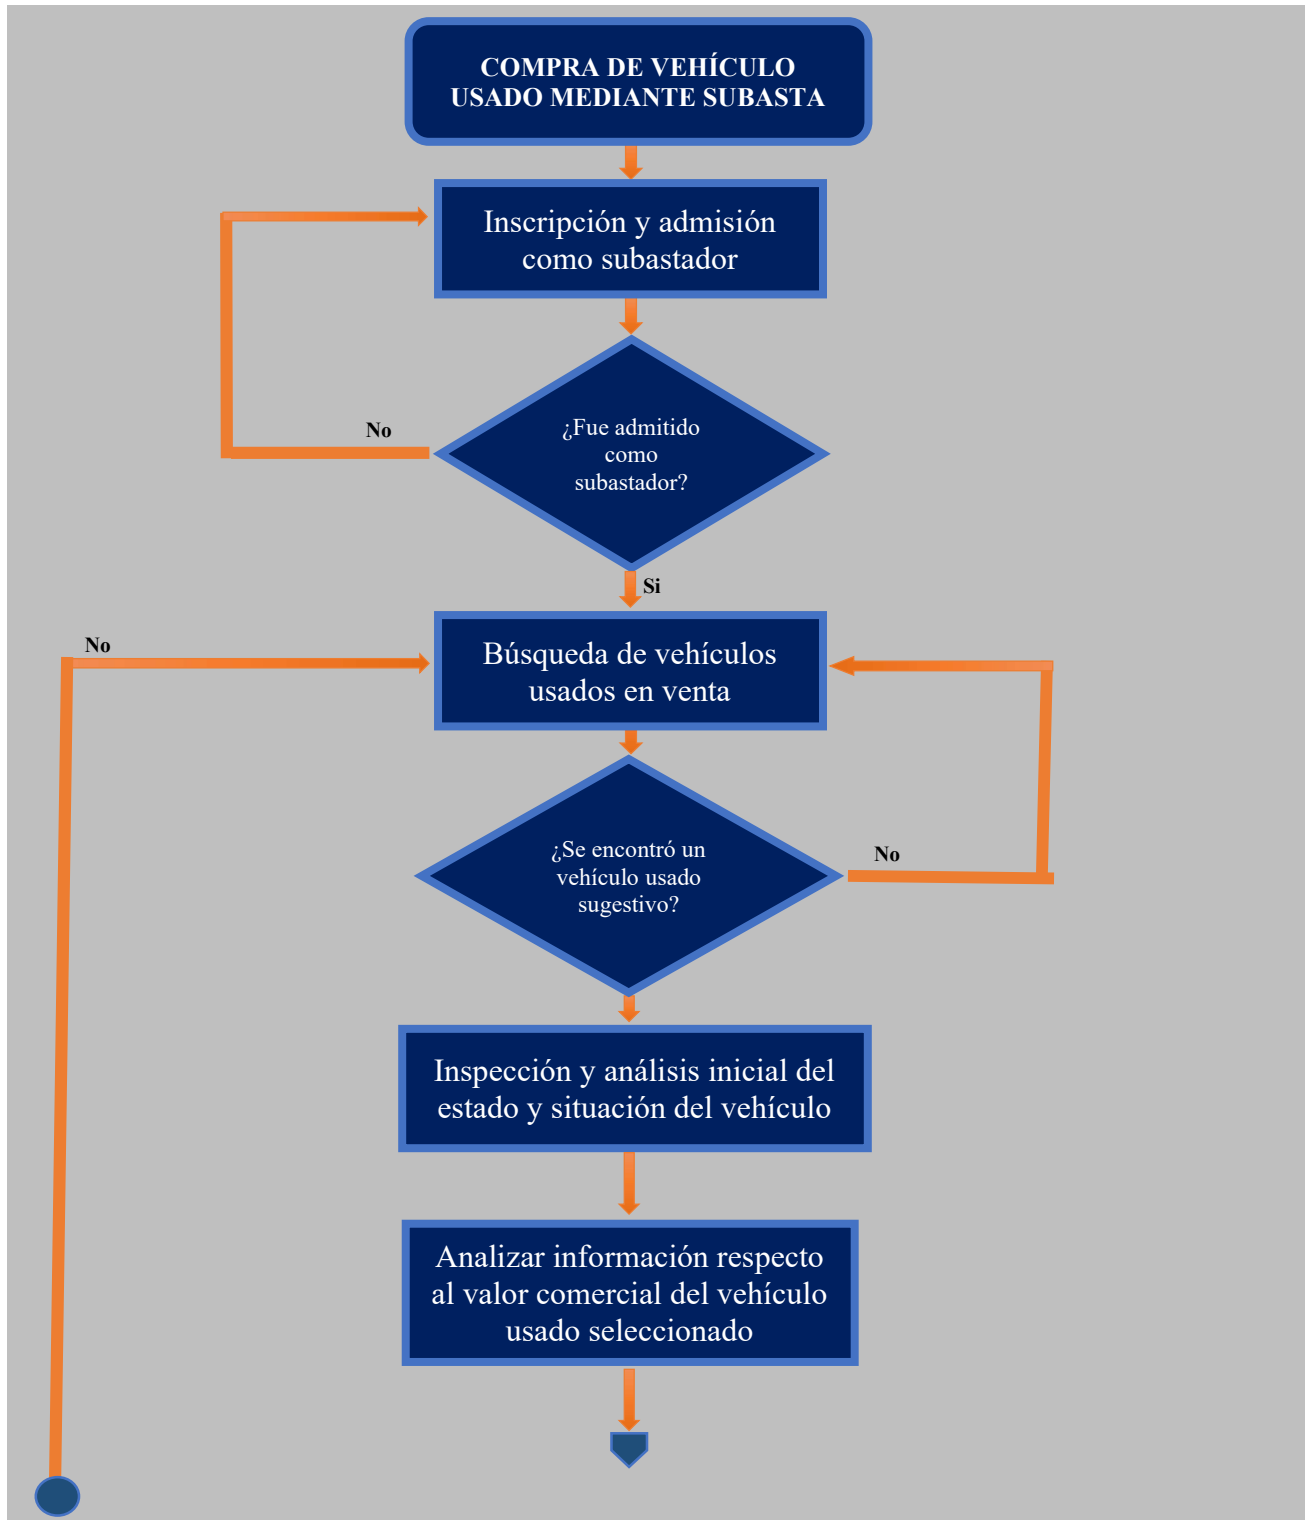 COMPRA DE VEHÍCULO
USADO MEDIANTE SUBASTA
Inscripción y admisión
como subastador
¿Fue admitido
como
subastador?
No
Si
No
Búsqueda de vehículos
usados en venta
¿Se encontró un
vehículo usado
sugestivo?
No
Inspección y análisis inicial del
estado y situación del vehículo
Analizar información respecto
al valor comercial del vehículo
usado seleccionado